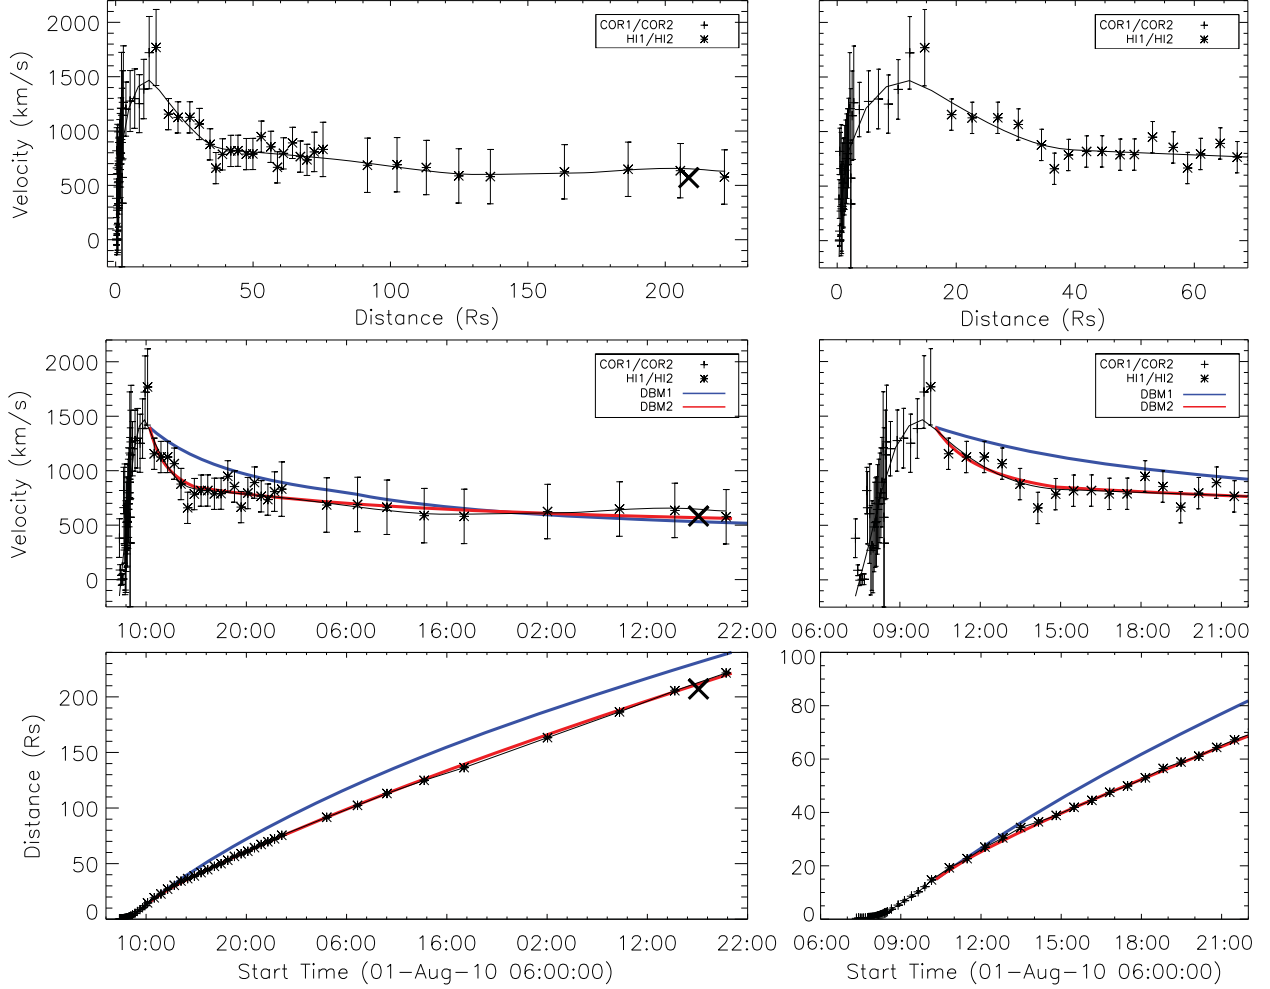 2000
1500
1000
500
0
Velocity (km/s)
COR1/COR2
HI1/HI2
0 50 100 150 200
Distance (Rs)
COR1/COR2
HI1/HI2
0 20 40 60
Distance (Rs)
2000
1500
1000
500
0
Velocity (km/s)
COR1/COR2
HI1/HI2
DBM1
DBM2
10:00 20:00 06:00 16:00 02:00 12:00 22:00
COR1/COR2
HI1/HI2
DBM1
DBM2
06:00 09:00 12:00 15:00 18:00 21:00
200
150
100
50
0
Distance (Rs)
10:00 20:00 06:00 16:00 02:00 12:00 22:00
Start Time (01-Aug-10 06:00:00)
100
80
60
40
20
0
06:00 09:00 12:00 15:00 18:00 21:00
Start Time (01-Aug-10 06:00:00)